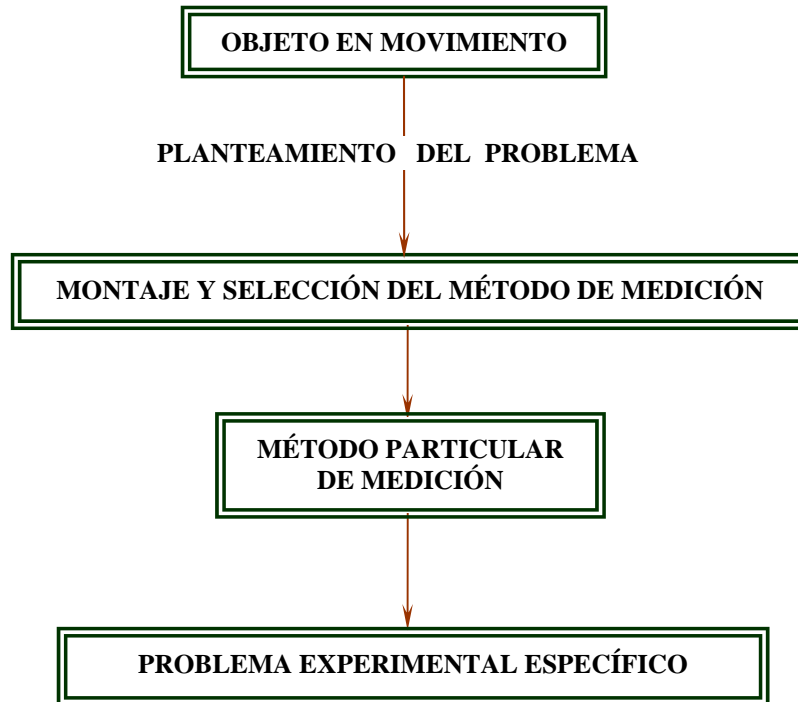 OBJETO EN MOVIMIENTO
PLANTEAMIENTO DEL PROBLEMA
MONTAJE Y SELECCIÓN DEL MÉTODO DE MEDICIÓN
MÉTODO PARTICULAR
DE MEDICIÓN
PROBLEMA EXPERIMENTAL ESPECÍFICO